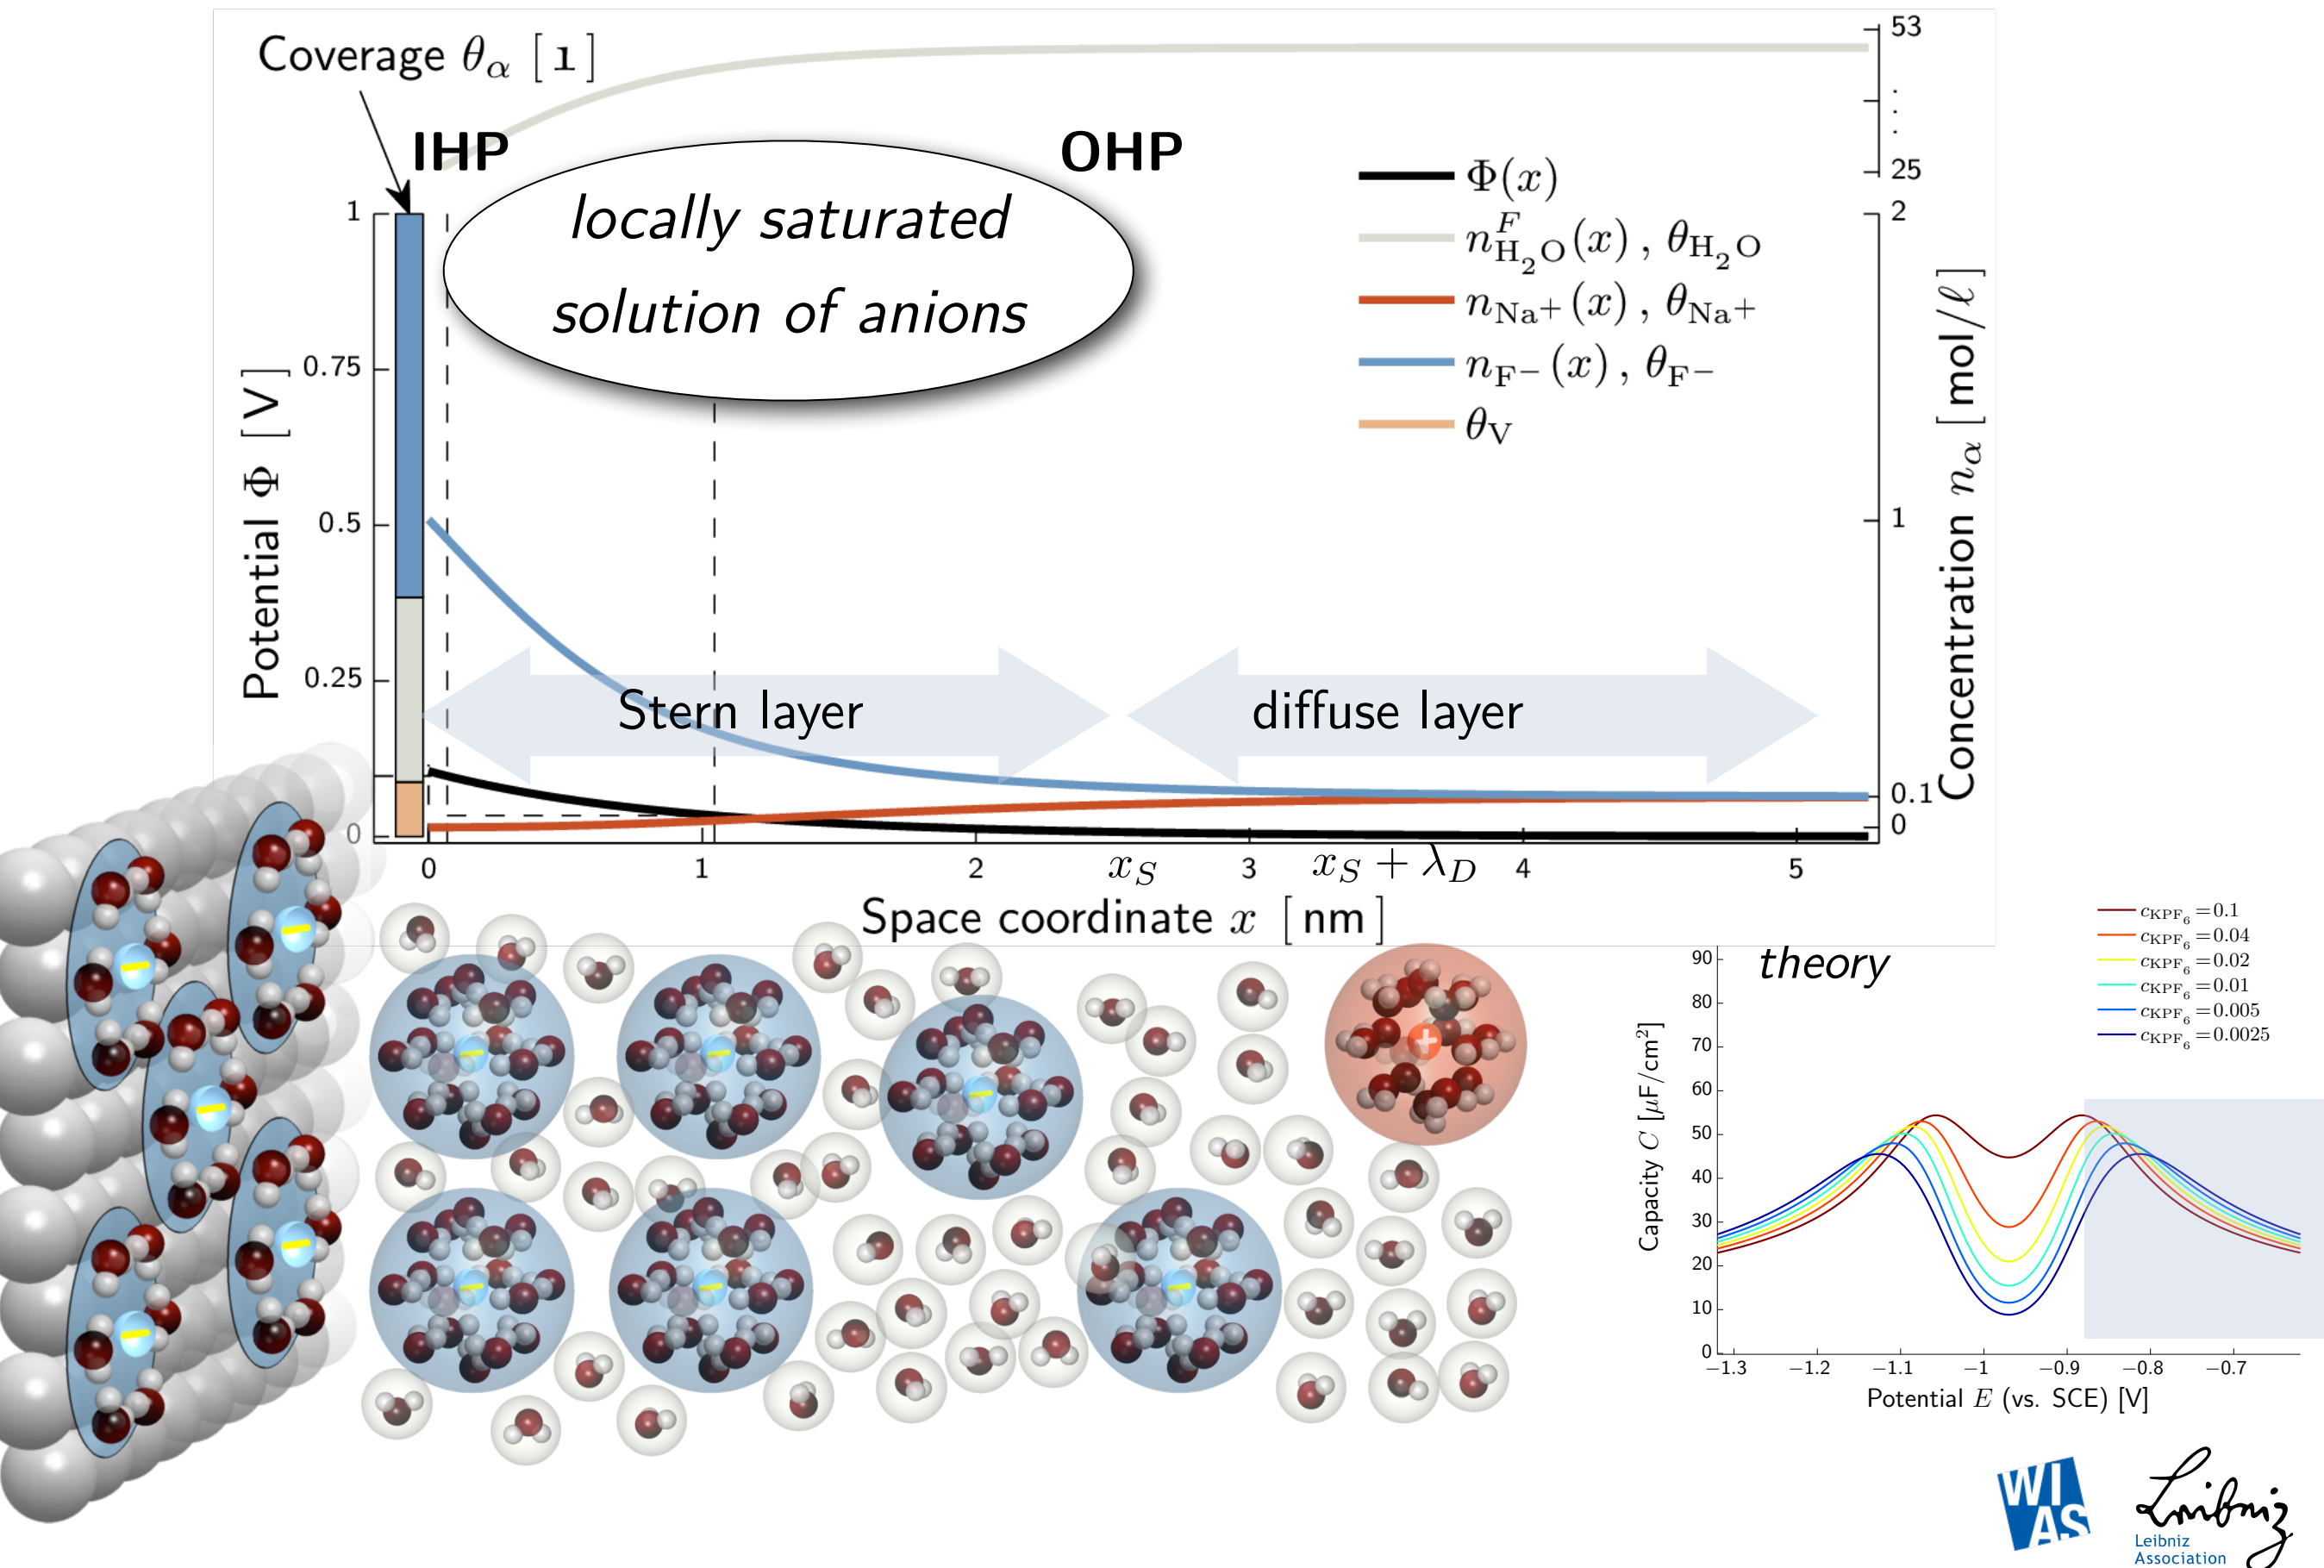 Coverage θα [1]
IHP
OHP
locally saturated
solution of anions
Φ(x)
n^F_H₂O(x), θ_H₂O
n_Na⁺(x), θ_Na⁺
n_F⁻(x), θ_F⁻
θ_V
Potential Φ [V]
1
0.75
0.5
0.25
0
53
25
2
1
0.1
0
Concentration nα [mol/ℓ]
Stern layer
diffuse layer
0 1 2 x_S 3 x_S + λ_D 4 5
Space coordinate x [nm]
theory
c_KPF₆=0.1
c_KPF₆=0.04
c_KPF₆=0.02
c_KPF₆=0.01
c_KPF₆=0.005
c_KPF₆=0.0025
Capacity C [μF/cm²]
90
80
70
60
50
40
30
20
10
0
−1.3 −1.2 −1.1 −1 −0.9 −0.8 −0.7
Potential E (vs. SCE) [V]
WI
AS
Leibniz
Leibniz
Association